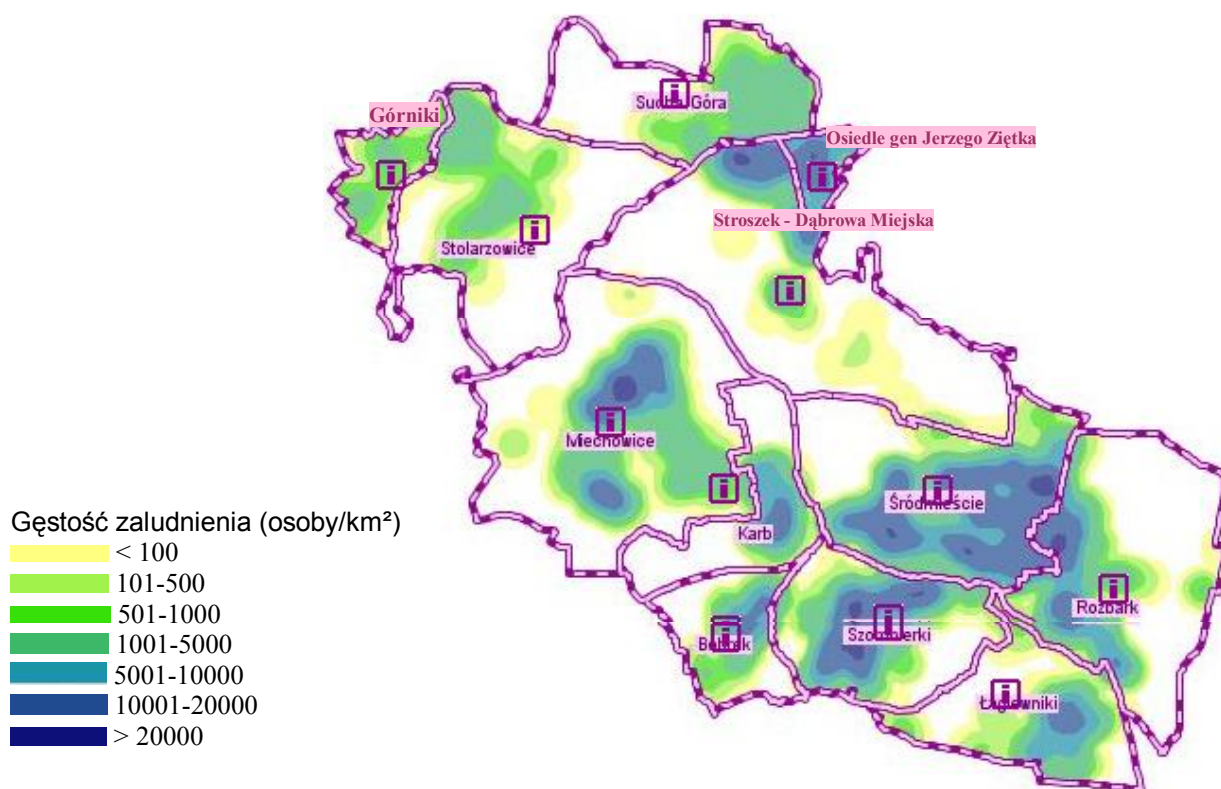 Sucha Góra
Górniki
Osiedle gen Jerzego Ziętka
Stroszek - Dąbrowa Miejska
Stolarzowice
Miechowice
Śródmieście
Karb
Rozbark
Szombierki
Bobrek
Łagiewniki
Gęstość zaludnienia (osoby/km²)
< 100
101-500
501-1000
1001-5000
5001-10000
10001-20000
> 20000